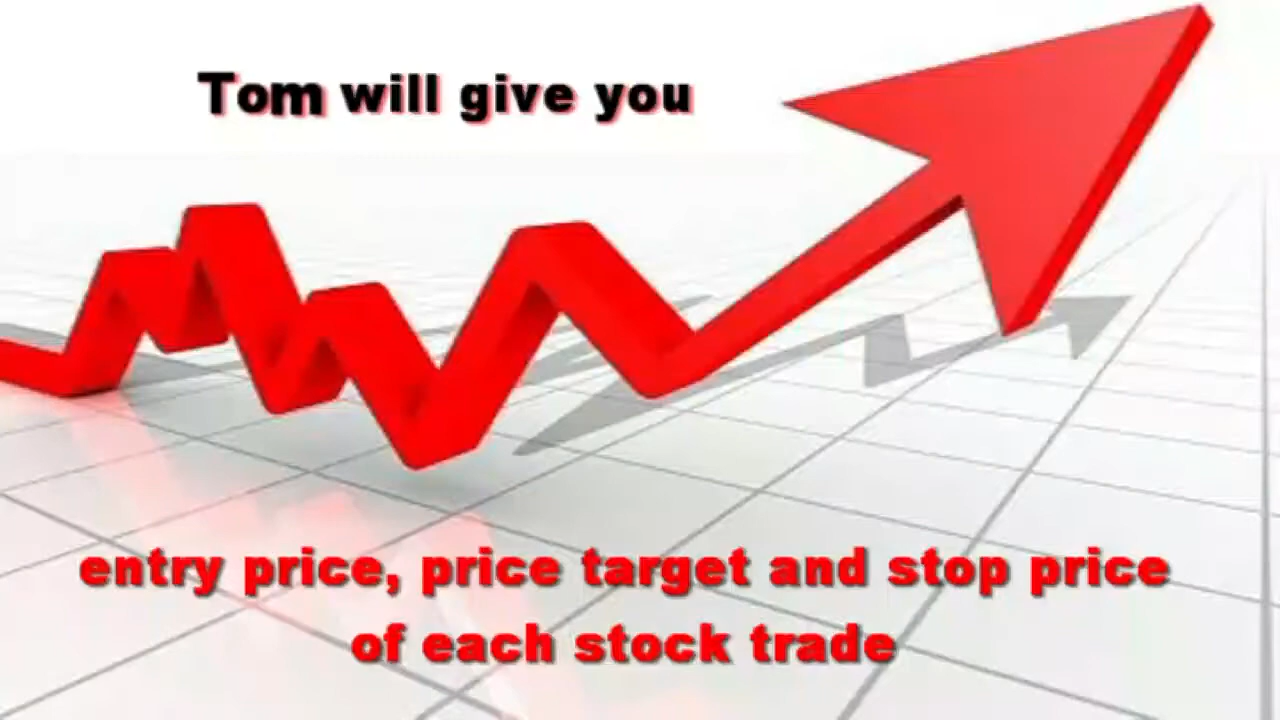 Tom will give you
entry price, price target and stop price
of each stock trade